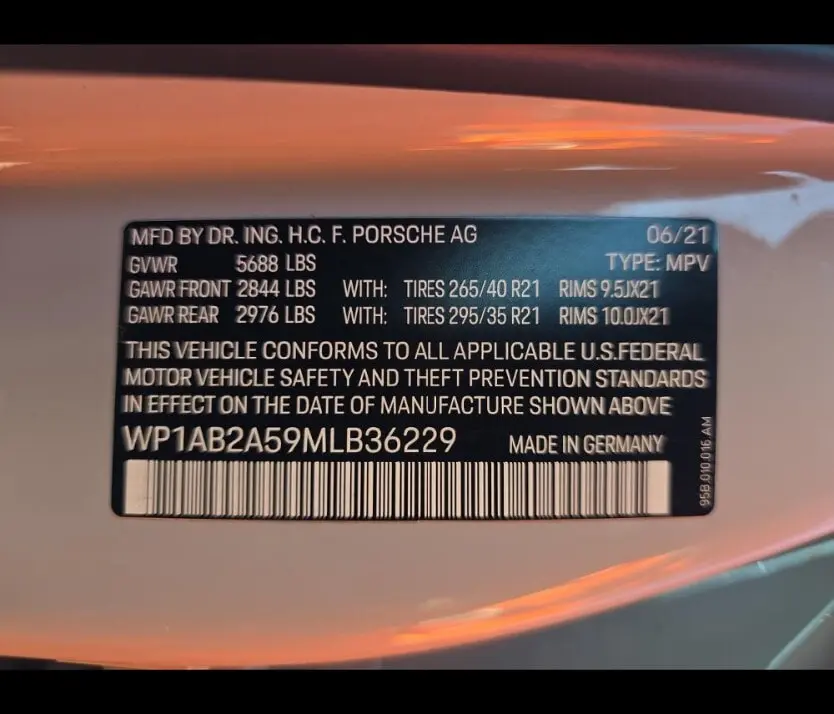 MFD BY DR. ING. H.C. F. PORSCHE AG 06/21
GVWR 5688 LBS TYPE: MPV
GAWR FRONT 2844 LBS WITH: TIRES 265/40 R21 RIMS 9.5JX21
GAWR REAR 2976 LBS WITH: TIRES 295/35 R21 RIMS 10.0JX21
THIS VEHICLE CONFORMS TO ALL APPLICABLE U.S.FEDERAL
MOTOR VEHICLE SAFETY AND THEFT PREVENTION STANDARDS
IN EFFECT ON THE DATE OF MANUFACTURE SHOWN ABOVE
WP1AB2A59MLB36229 MADE IN GERMANY
95B.010.016 AM